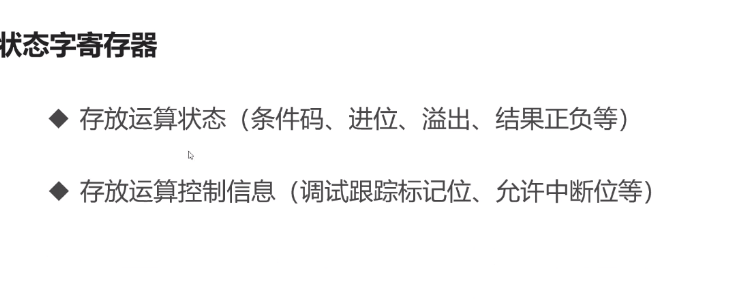 状态字寄存器
◆ 存放运算状态（条件码、进位、溢出、结果正负等）
◆ 存放运算控制信息（调试跟踪标记位、允许中断位等）